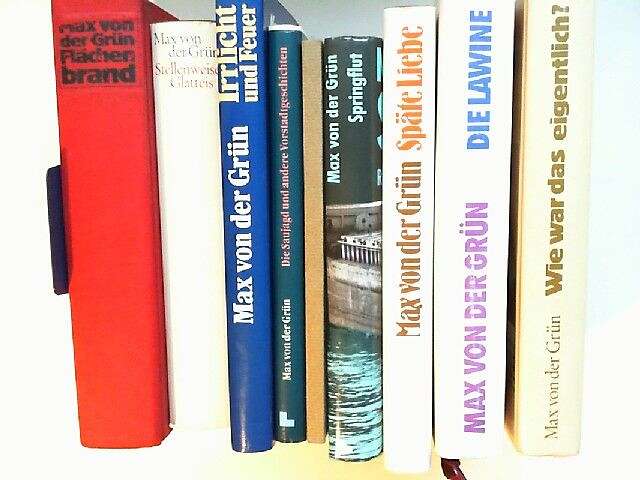 Max von
der Grün
Flächen
brand
Max von
der Grün
Stellenweise
Glatteis
Max von der Grün
Irrlicht
und Feuer
Max von der Grün
Die Saujagd und andere Vorstadtgeschichten
Max von der Grün
Springflut
Max von der Grün Späte Liebe
MAX VON DER GRÜN DIE LAWINE
Max von der Grün Wie war das eigentlich?